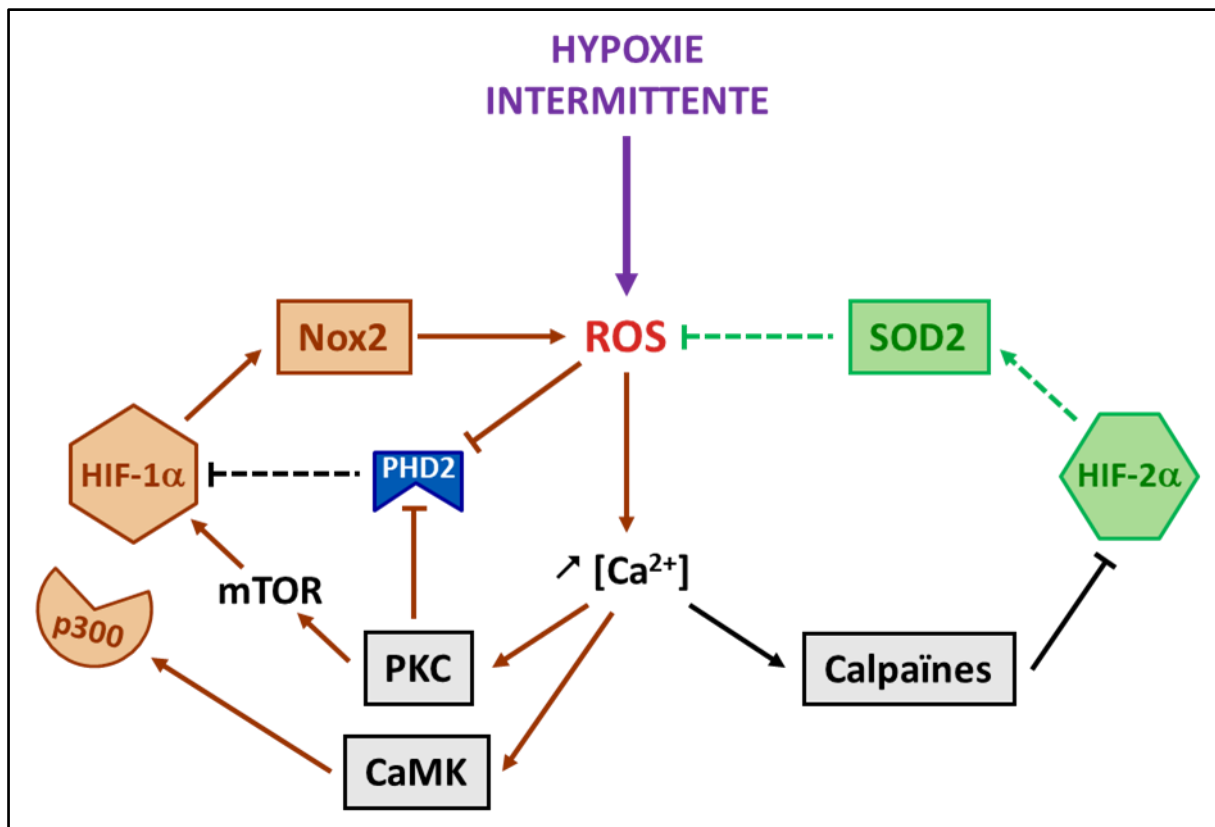 HYPOXIE
INTERMITTENTE
Nox2
ROS
SOD2
HIF-1α
PHD2
HIF-2α
↗ [Ca²⁺]
mTOR
p300
PKC
Calpaïnes
CaMK